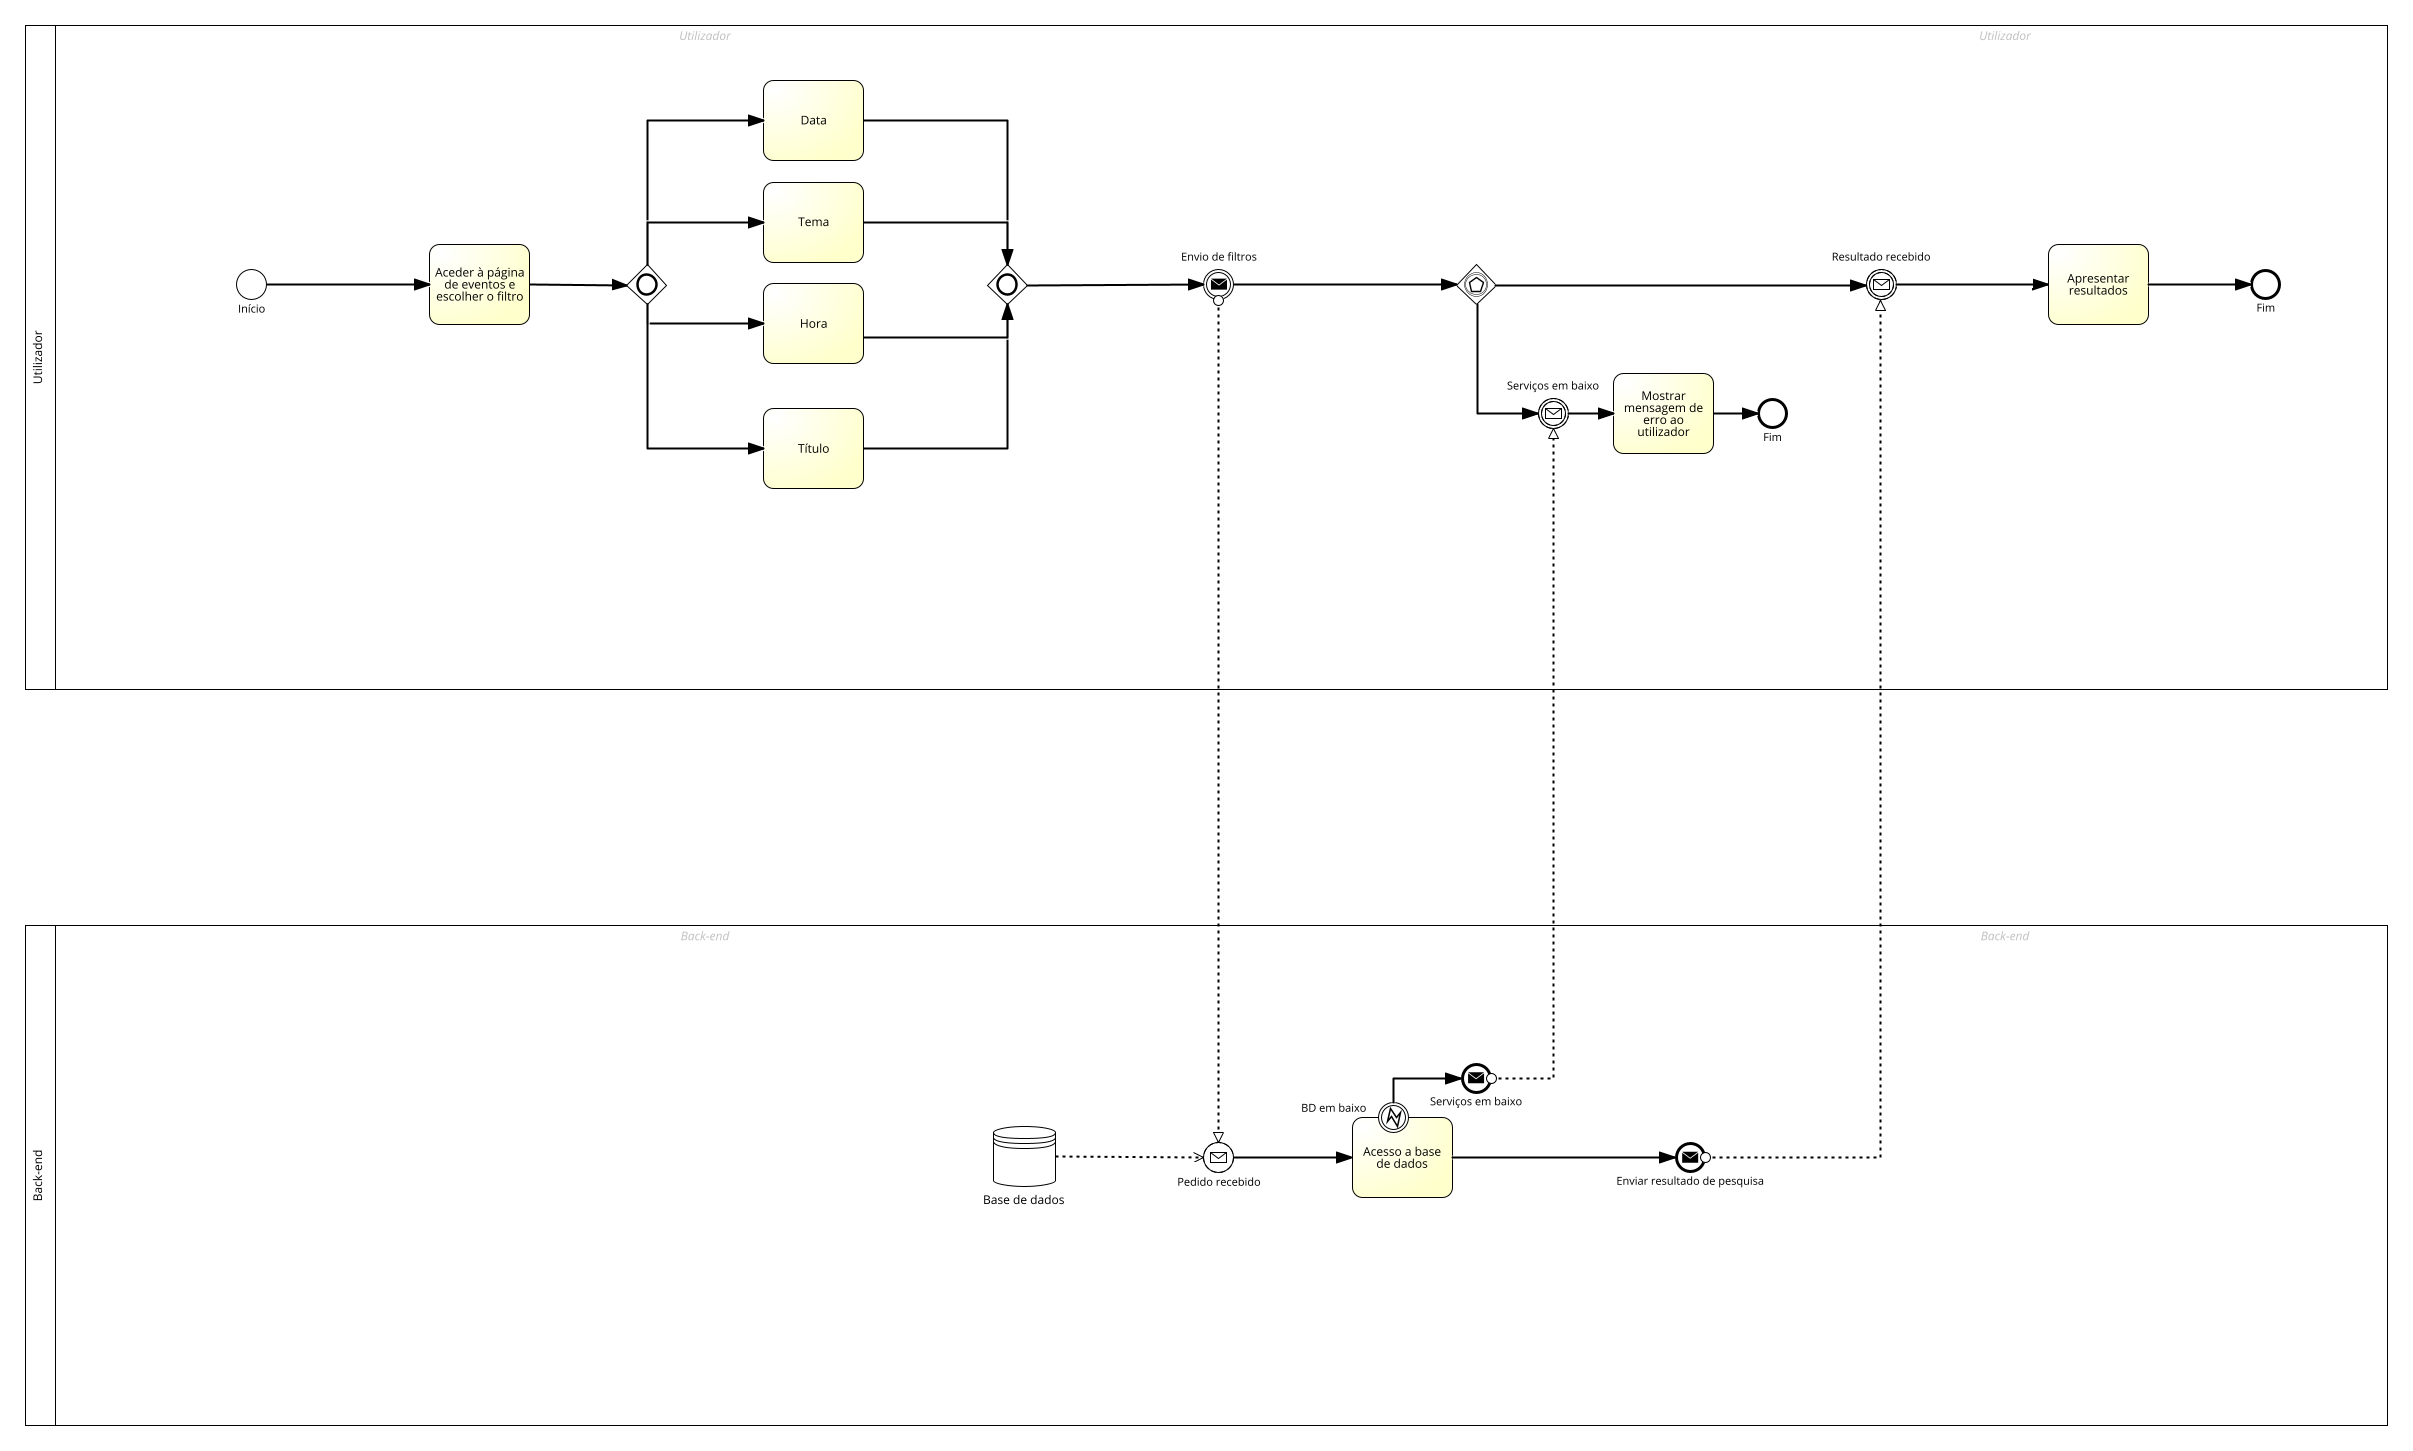 Utilizador
Utilizador
Utilizador
Data
Tema
Hora
Título
Início
Aceder à página
de eventos e
escolher o filtro
Envio de filtros
Resultado recebido
Apresentar
resultados
Fim
Serviços em baixo
Mostrar
mensagem de
erro ao
utilizador
Fim
Back-end
Back-end
Back-end
Serviços em baixo
BD em baixo
Acesso a base
de dados
Pedido recebido
Enviar resultado de pesquisa
Base de dados